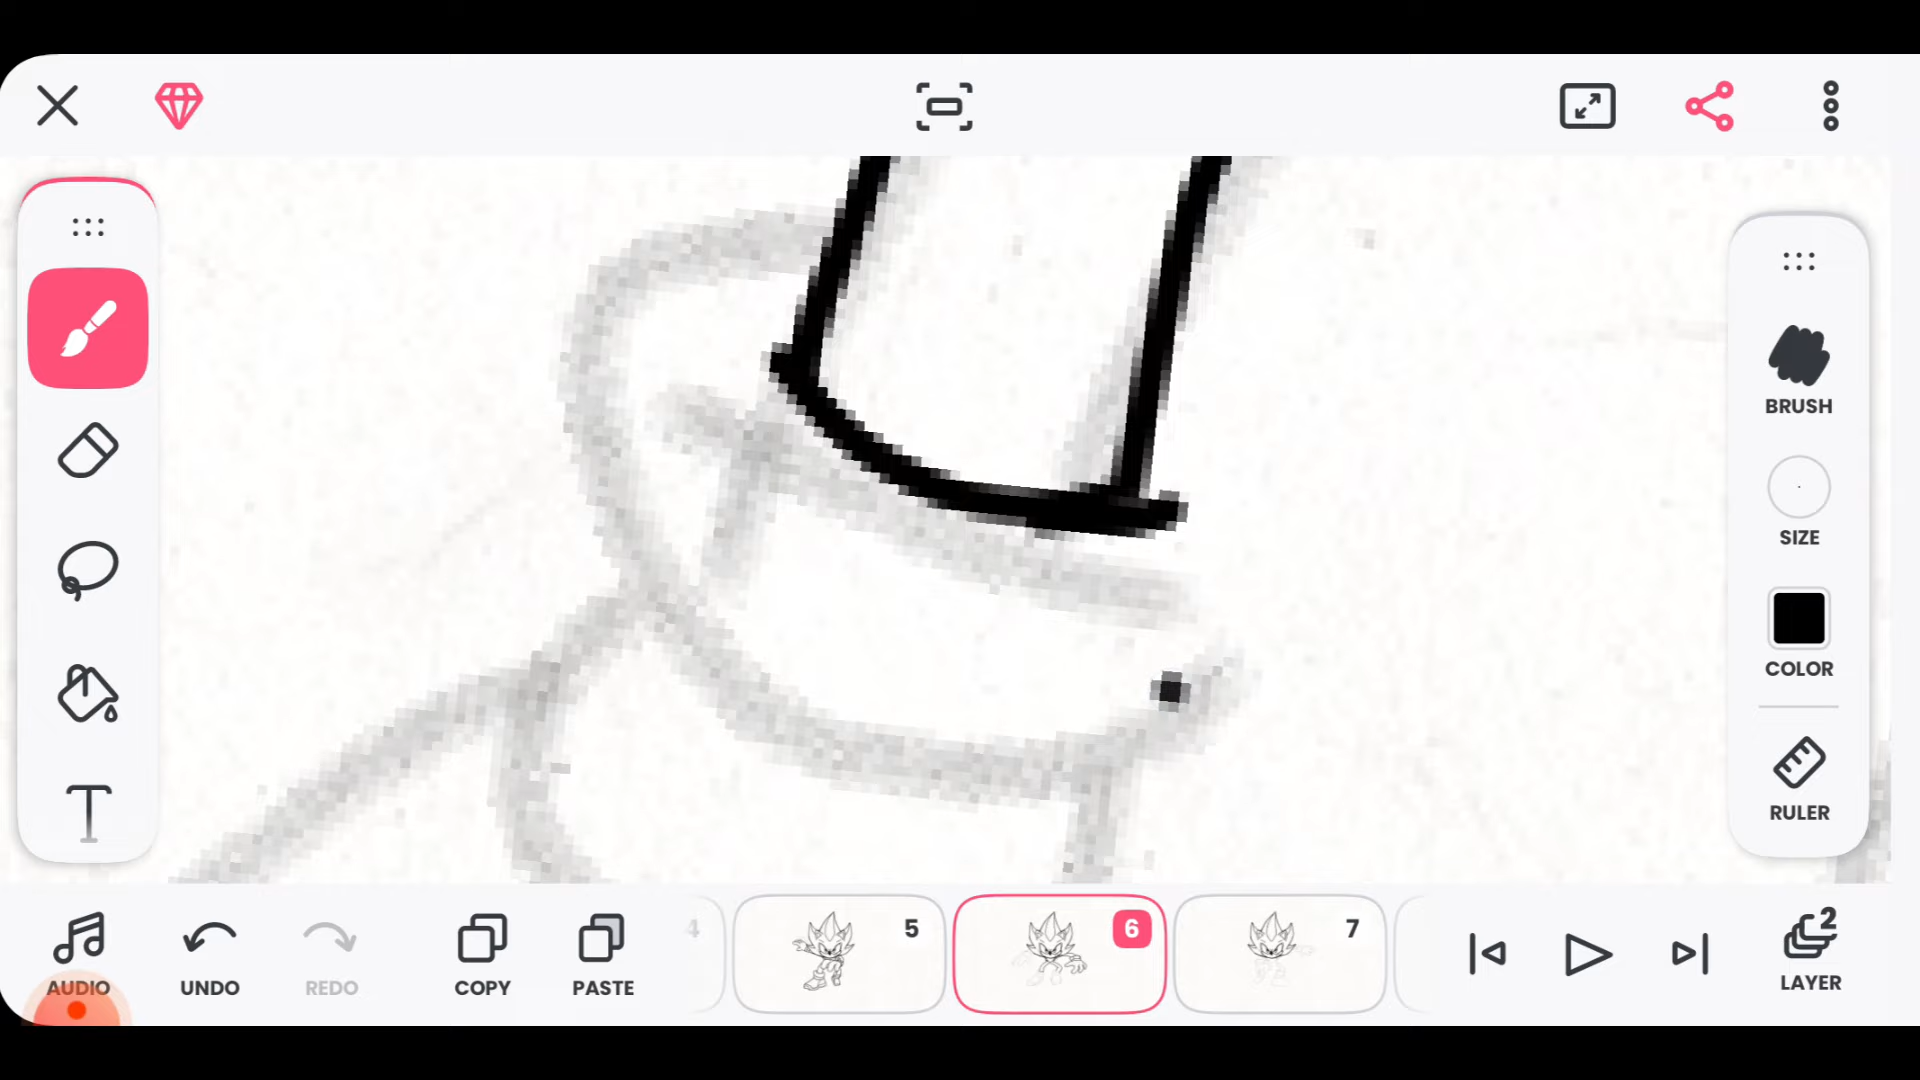 BRUSH
SIZE
COLOR
RULER
4
5
6
7
2
AUDIO
UNDO
REDO
COPY
PASTE
LAYER